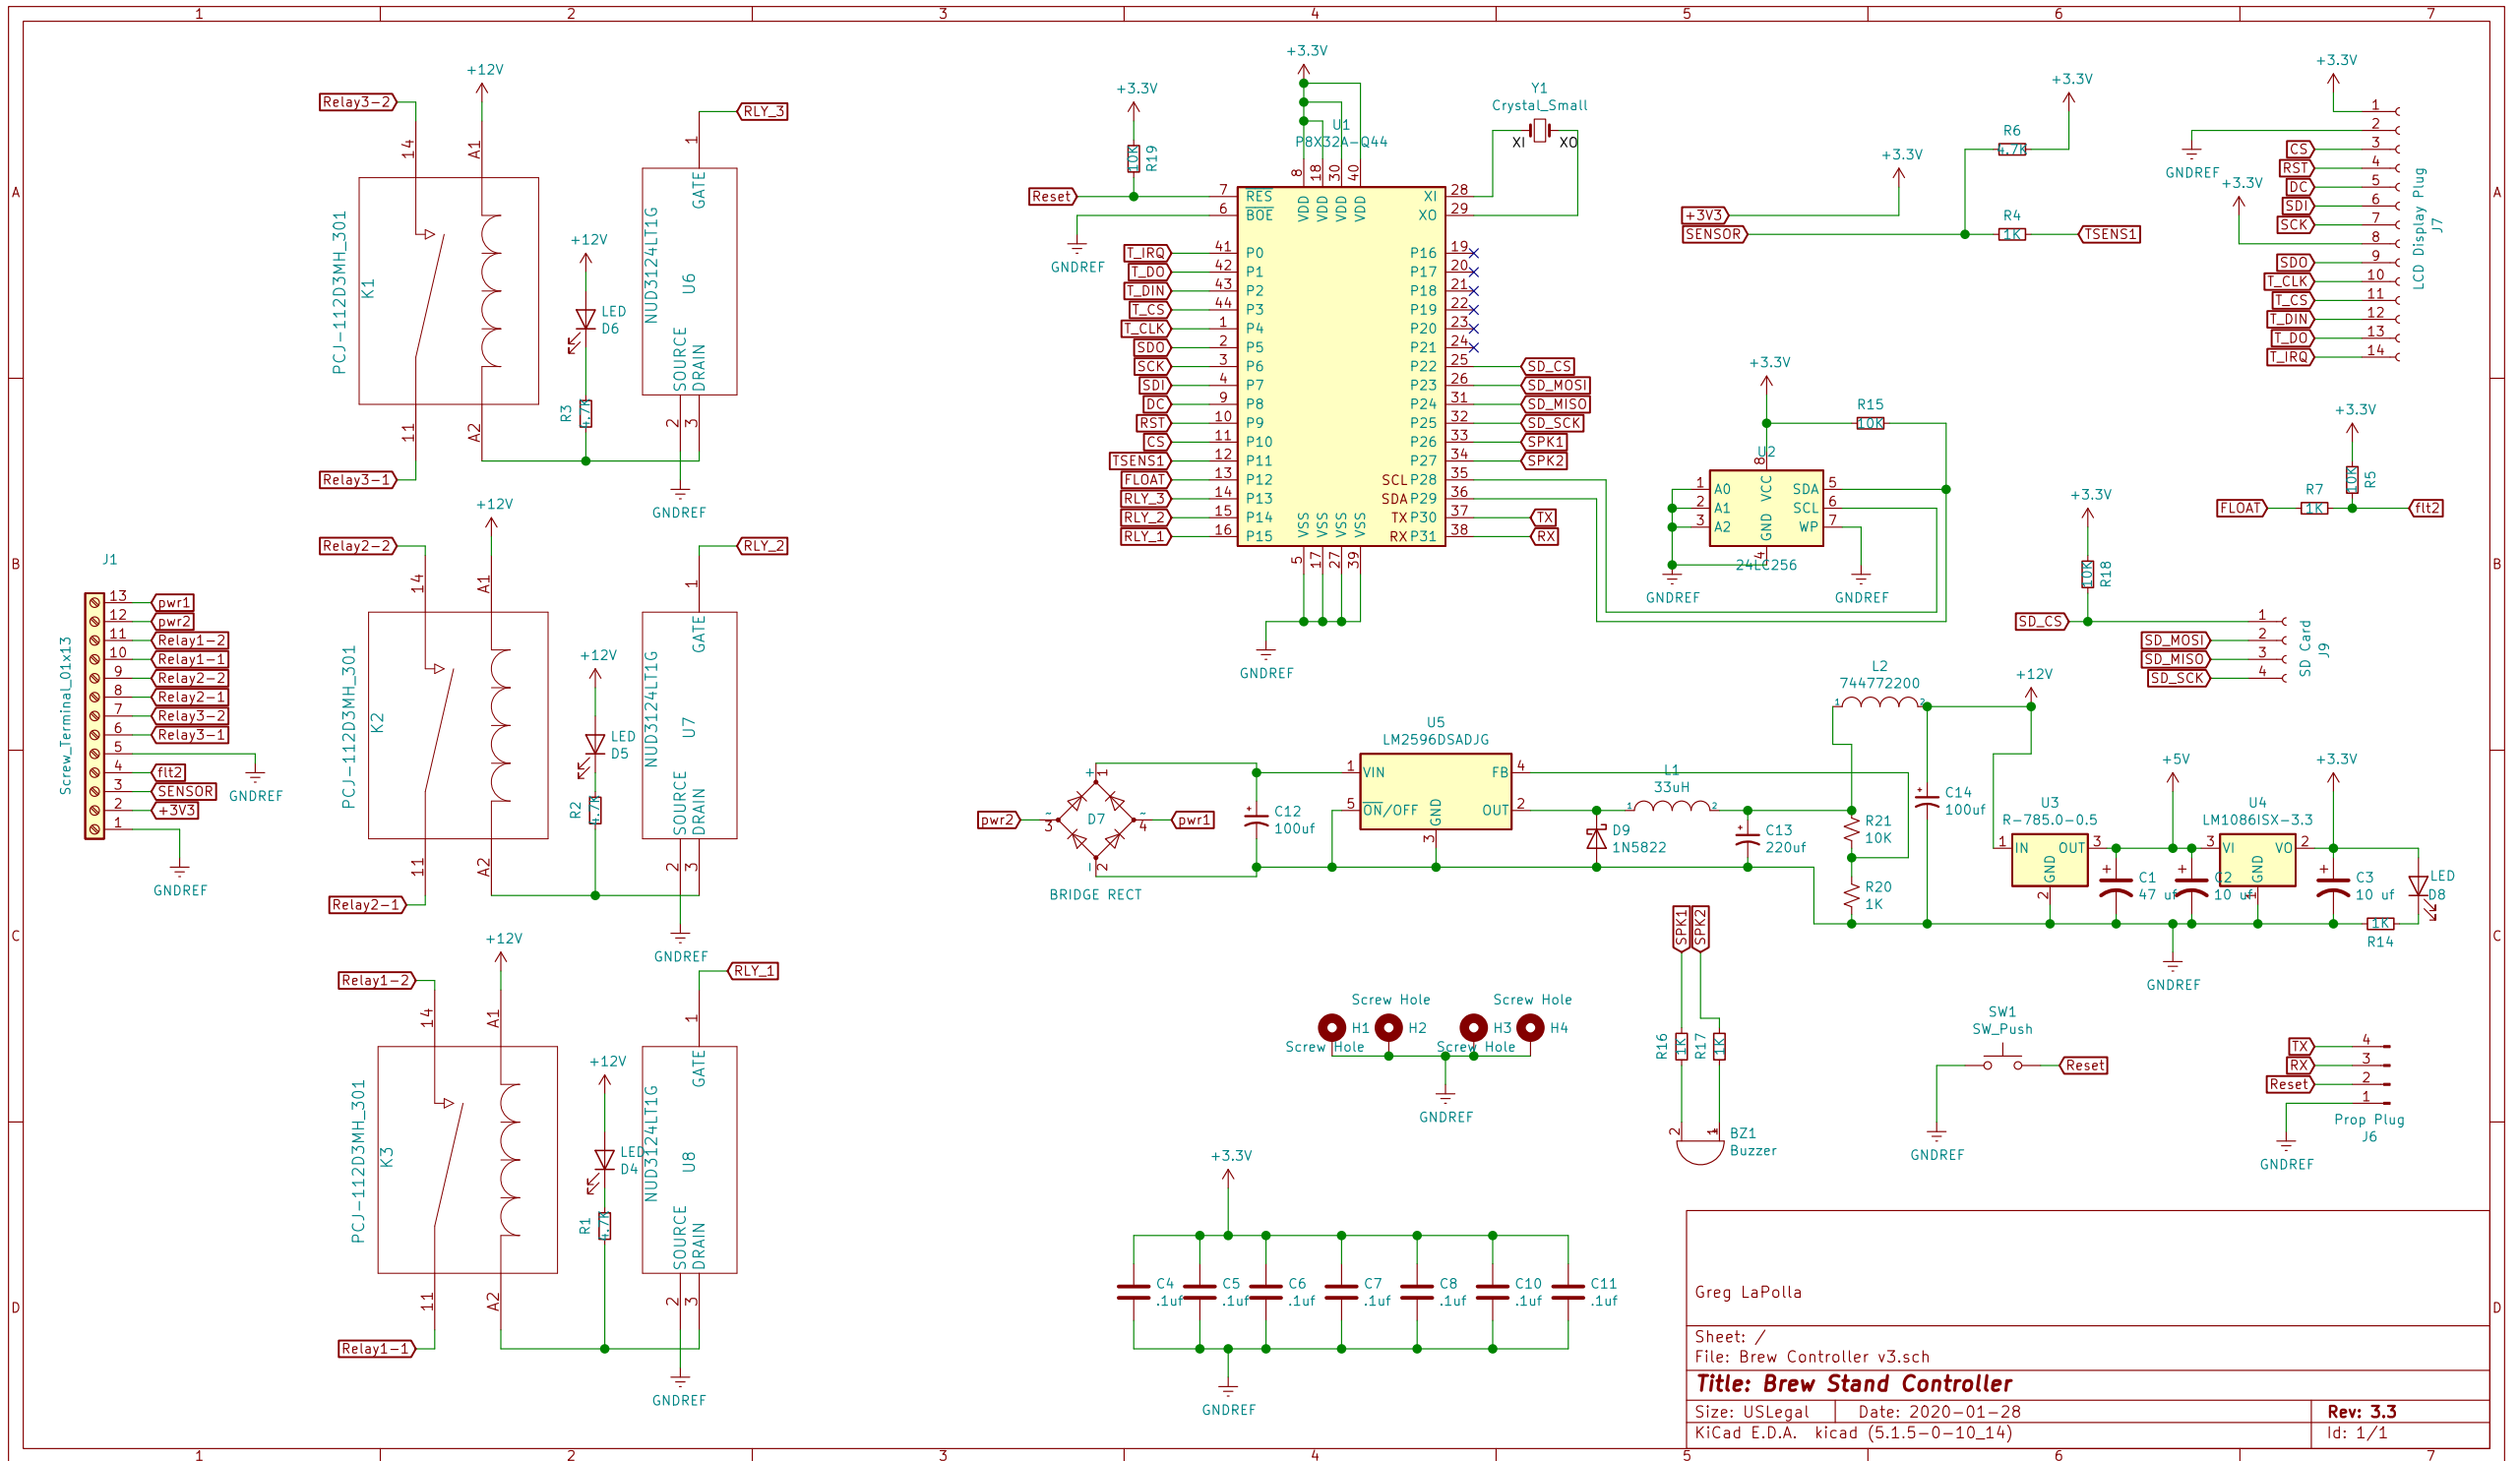 1 2 3 4 5 6 7
A
B
C
D
A
B
C
D
Relay3-2
+12V
14
A1
PCJ-112D3MH_301
K1
11
A2
Relay3-1
+12V
LED
D6
R3
4.7K
RLY_3
1
GATE
NUD3124LT1G
U6
SOURCE
DRAIN
2
3
GNDREF
Relay2-2
+12V
14
A1
PCJ-112D3MH_301
K2
11
A2
Relay2-1
+12V
LED
D5
R2
4.7K
RLY_2
1
GATE
NUD3124LT1G
U7
SOURCE
DRAIN
2
3
GNDREF
Relay1-2
+12V
14
A1
PCJ-112D3MH_301
K3
11
A2
Relay1-1
+12V
LED
D4
R1
4.7K
RLY_1
1
GATE
NUD3124LT1G
U8
SOURCE
DRAIN
2
3
GNDREF
J1
Screw_Terminal_01x13
13 pwr1
12 pwr2
11 Relay1-2
10 Relay1-1
9 Relay2-2
8 Relay2-1
7 Relay3-2
6 Relay3-1
5
4 flt2
3 SENSOR
2 +3V3
1
GNDREF
GNDREF
+3.3V
+3.3V
10K
R19
Reset
GNDREF
U1
P8X32A-Q44
8 18 30 40
VDD VDD VDD VDD
7 RES
6 BOE
T_IRQ 41 P0
T_DO 42 P1
T_DIN 43 P2
T_CS 44 P3
T_CLK 1 P4
SDO 2 P5
SCK 3 P6
SDI 4 P7
DC 9 P8
RST 10 P9
CS 11 P10
TSENS1 12 P11
FLOAT 13 P12
RLY_3 14 P13
RLY_2 15 P14
RLY_1 16 P15
XI 28
XO 29
P16 19
P17 20
P18 21
P19 22
P20 23
P21 24
P22 25 SD_CS
P23 26 SD_MOSI
P24 31 SD_MISO
P25 32 SD_SCK
P26 33 SPK1
P27 34 SPK2
SCL P28 35
SDA P29 36
TX P30 37 TX
RX P31 38 RX
VSS VSS VSS VSS
5 17 27 39
GNDREF
Y1
Crystal_Small
XI XO
+3.3V
R15
10K
U2
8
1 A0
2 A1
3 A2
VCC
GND
SDA 5
SCL 6
WP 7
4
24LC256
GNDREF
GNDREF
+3.3V
R6
4.7K
+3.3V
+3V3
SENSOR
R4
1K
TSENS1
+3.3V
GNDREF
+3.3V
1
2
CS 3
RST 4
DC 5
SDI 6
SCK 7
8
SDO 9
T_CLK 10
T_CS 11
T_DIN 12
T_DO 13
T_IRQ 14
LCD Display Plug
J7
+3.3V
10K
R5
FLOAT
R7
1K
flt2
+3.3V
10K
R18
SD_CS 1
SD_MOSI 2
SD_MISO 3
SD_SCK 4
SD Card
J9
pwr2
3
~
+
1
D7
~
4
pwr1
-
2
BRIDGE RECT
C12
100uf
U5
LM2596DSADJG
1 VIN
5 ON/OFF
GND
3
FB 4
OUT 2
D9
1N5822
L1
33uH
1 2
C13
220uf
R21
10K
R20
1K
L2
744772200
1 2
C14
100uf
+12V
U3
R-785.0-0.5
1 IN
OUT 3
GND
2
C1
47 uf
+5V
C2
10 uf
U4
LM1086ISX-3.3
3 VI
VO 2
GND
1
+3.3V
C3
10 uf
LED
D8
1K
R14
GNDREF
SPK1
SPK2
R16
1K
R17
1K
2 1
BZ1
Buzzer
Screw Hole
Screw Hole
H1
H2
H3
H4
Screw Hole
Screw Hole
GNDREF
SW1
SW_Push
Reset
GNDREF
TX 4
RX 3
Reset 2
1
Prop Plug
J6
GNDREF
+3.3V
C4
.1uf
C5
.1uf
C6
.1uf
C7
.1uf
C8
.1uf
C10
.1uf
C11
.1uf
GNDREF
Greg LaPolla
Sheet: /
File: Brew Controller v3.sch
Title: Brew Stand Controller
Size: USLegal Date: 2020-01-28 Rev: 3.3
KiCad E.D.A. kicad (5.1.5-0-10_14) Id: 1/1
1 2 3 4 5 6 7